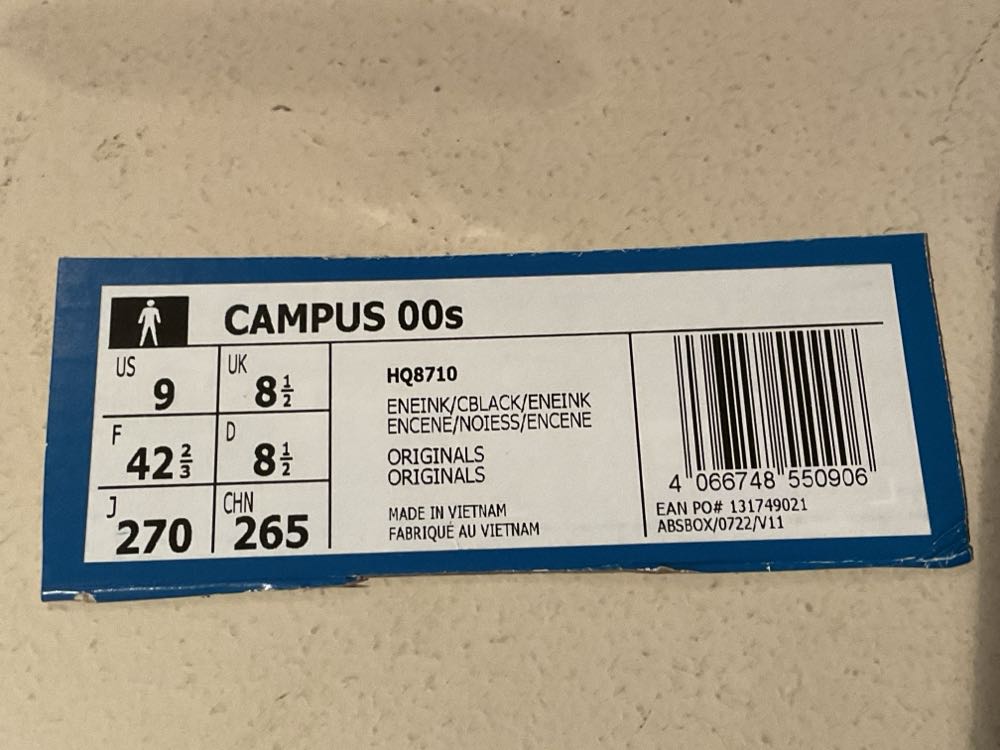 CAMPUS 00s
US 9
UK 8 1/2
F 42 2/3
D 8 1/2
J 270
CHN 265
HQ8710
ENEINK/CBLACK/ENEINK
ENCENE/NOIESS/ENCENE
ORIGINALS
ORIGINALS
MADE IN VIETNAM
FABRIQUÉ AU VIETNAM
4 066748 550906
EAN PO# 131749021
ABSBOX/0722/V11